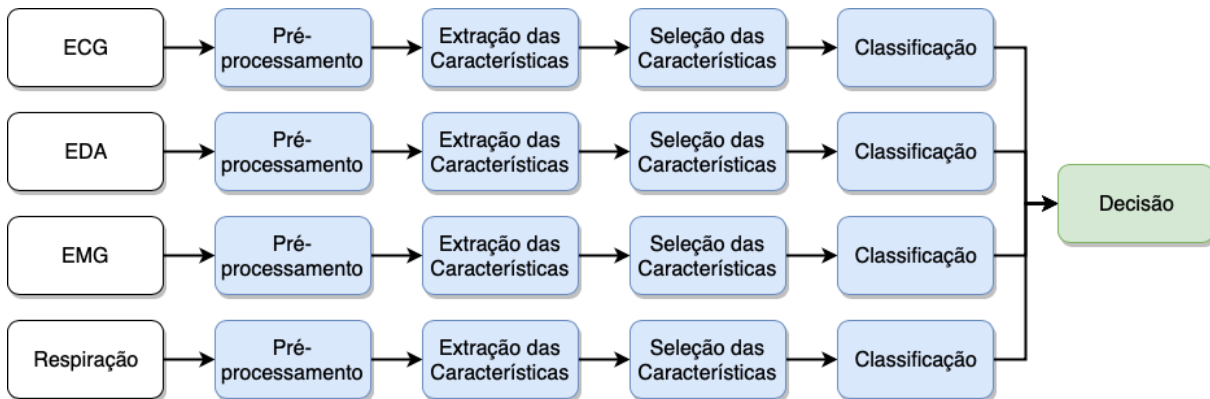 ECG
Pré-
processamento
Extração das
Características
Seleção das
Características
Classificação
EDA
Pré-
processamento
Extração das
Características
Seleção das
Características
Classificação
Decisão
EMG
Pré-
processamento
Extração das
Características
Seleção das
Características
Classificação
Respiração
Pré-
processamento
Extração das
Características
Seleção das
Características
Classificação